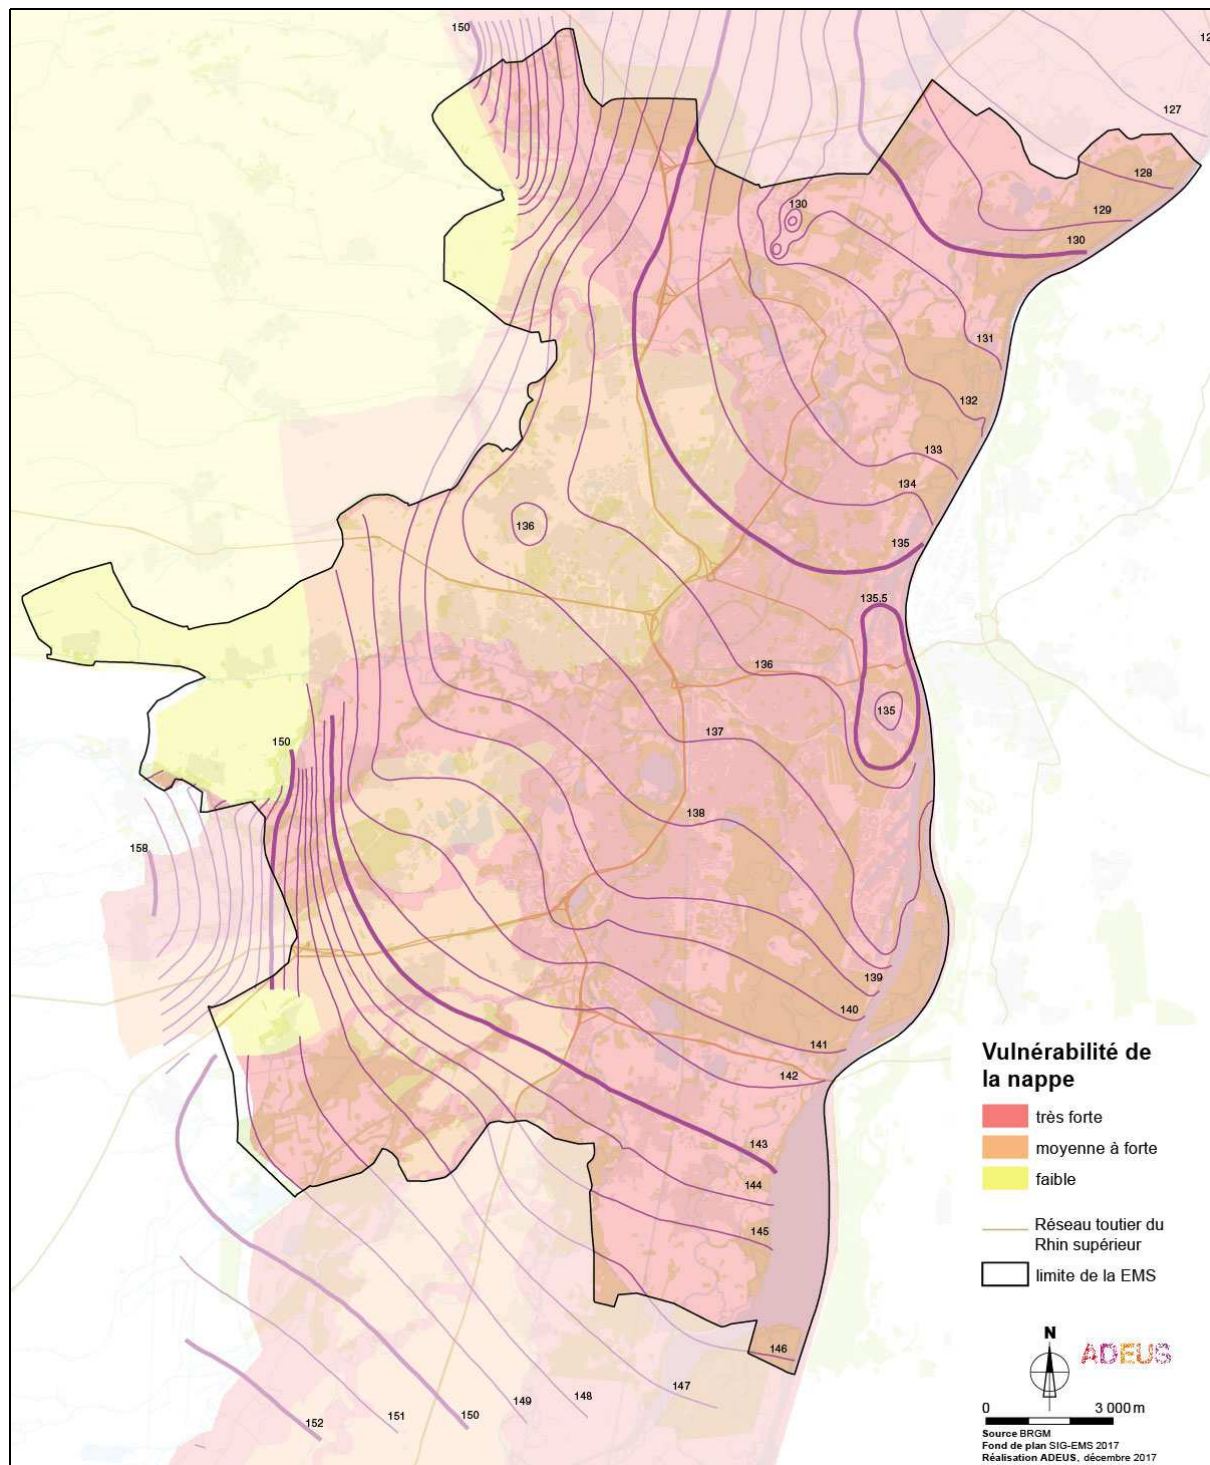 150
12
127
128
130
129
130
131
132
133
134
136
135
135.5
136
135
137
150
138
158
139
140
141
142
143
144
145
146
147
148
149
150
151
152
Vulnérabilité de
la nappe
très forte
moyenne à forte
faible
Réseau toutier du
Rhin supérieur
limite de la EMS
N
ADEUS
0 3 000 m
Source BRGM
Fond de plan SIG-EMS 2017
Réalisation ADEUS, décembre 2017